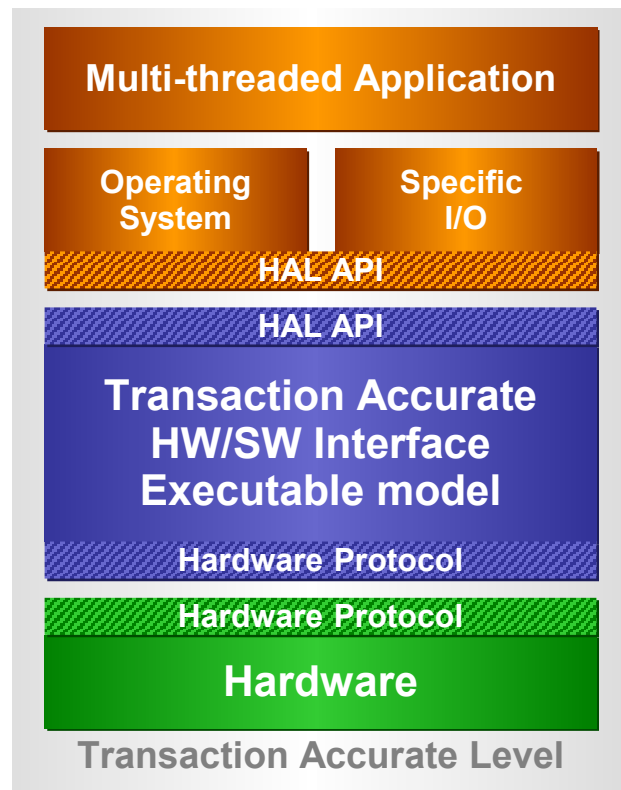 Multi-threaded Application
Operating
System
Specific
I/O
HAL API
HAL API
Transaction Accurate
HW/SW Interface
Executable model
Hardware Protocol
Hardware Protocol
Hardware
Transaction Accurate Level